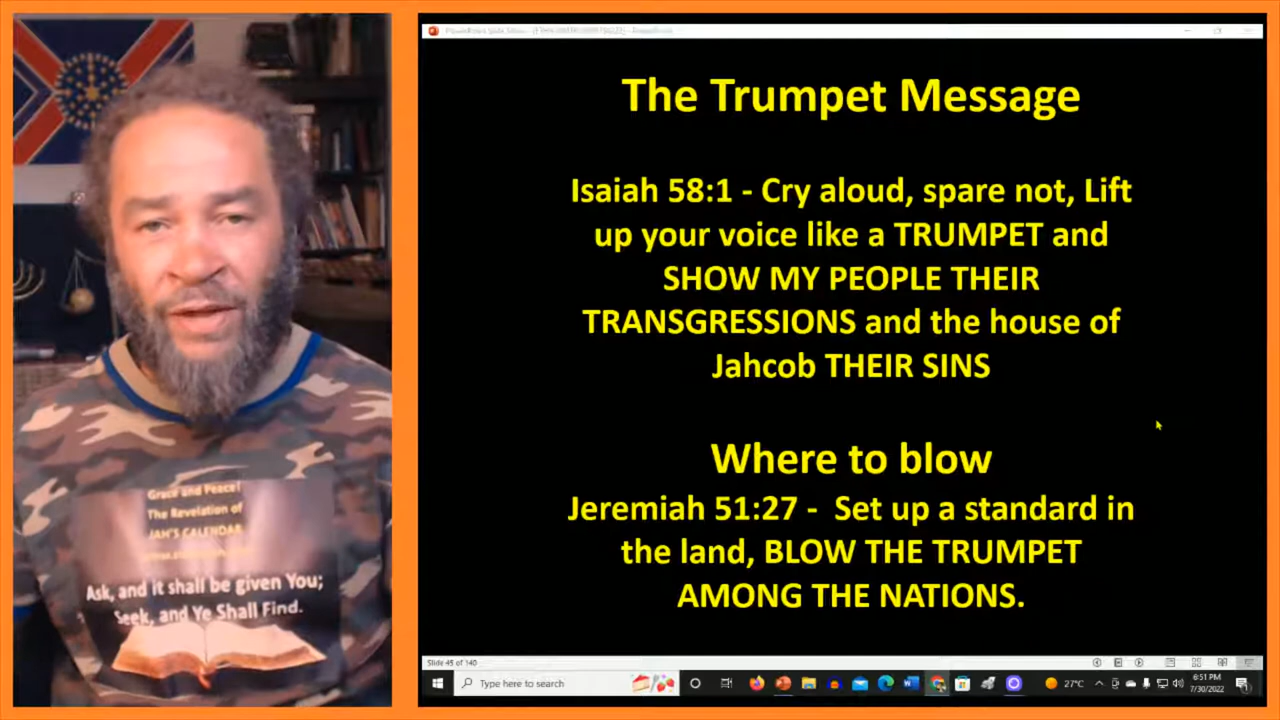 The Trumpet Message
Isaiah 58:1 - Cry aloud, spare not, Lift
up your voice like a TRUMPET and
SHOW MY PEOPLE THEIR
TRANSGRESSIONS and the house of
Jahcob THEIR SINS
Where to blow
Jeremiah 51:27 - Set up a standard in
the land, BLOW THE TRUMPET
AMONG THE NATIONS.
Grace and Peace!
The Revelation of
JAH'S CALENDAR
Ask, and it shall be given You;
Seek, and Ye Shall Find.
Slide 45 of 140
Type here to search
27°C
6:51 PM
7/30/2022